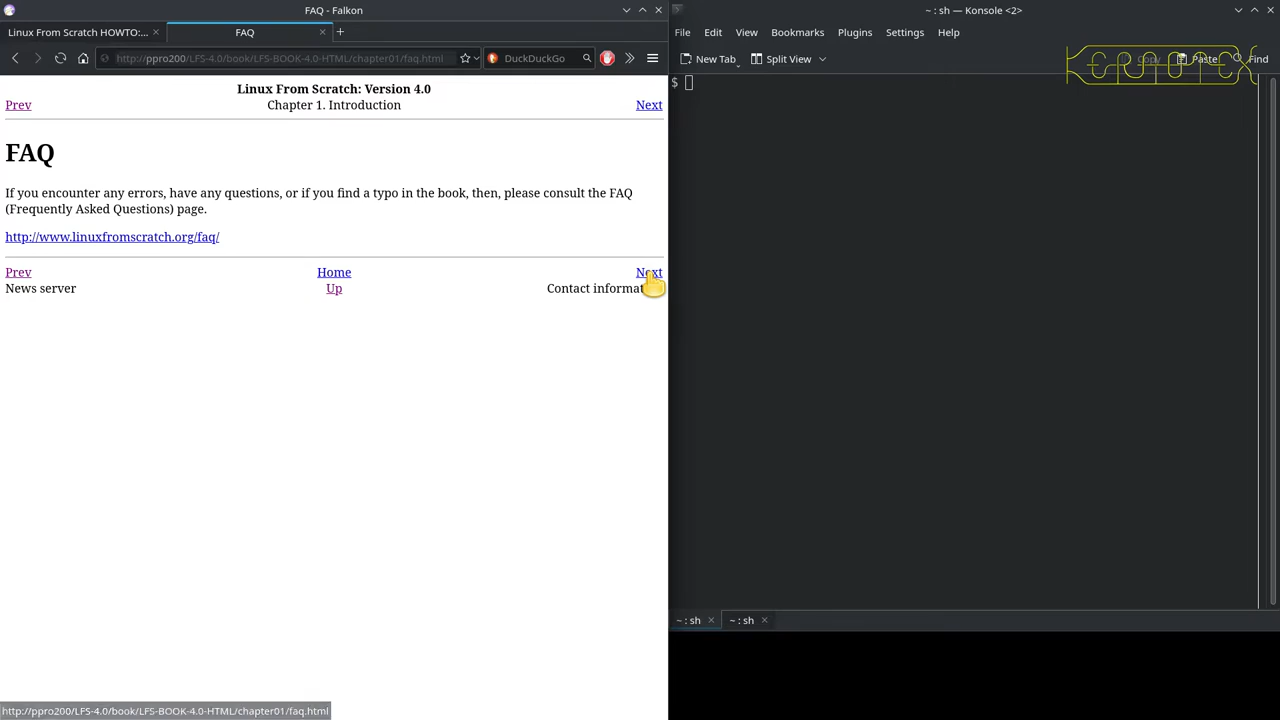 FAQ - Falkon
Linux From Scratch HOWTO:...
FAQ
http://ppro200/LFS-4.0/book/LFS-BOOK-4.0-HTML/chapter01/faq.html
DuckDuckGo
Linux From Scratch: Version 4.0
Prev
Chapter 1. Introduction
Next
FAQ
If you encounter any errors, have any questions, or if you find a typo in the book, then, please consult the FAQ
(Frequently Asked Questions) page.
http://www.linuxfromscratch.org/faq/
Prev
Home
Next
News server
Up
Contact informat
http://ppro200/LFS-4.0/book/LFS-BOOK-4.0-HTML/chapter01/faq.html
~ : sh — Konsole <2>
File Edit View Bookmarks Plugins Settings Help
New Tab
Split View
Copy
Paste
Find
$
~ : sh
~ : sh